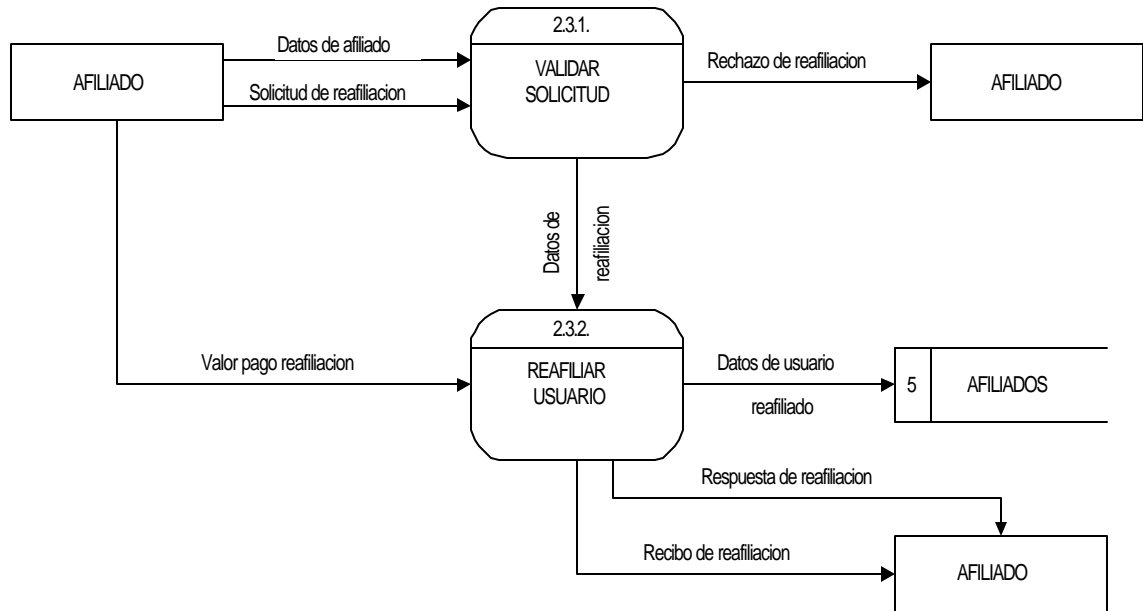 2.3.1.
Datos de afiliado
AFILIADO
VALIDAR
SOLICITUD
Rechazo de reafiliacion
AFILIADO
Solicitud de reafiliacion
Datos de
reafiliacion
2.3.2.
Valor pago reafiliacion
REAFILIAR
USUARIO
Datos de usuario
reafiliado
5
AFILIADOS
Respuesta de reafiliacion
Recibo de reafiliacion
AFILIADO